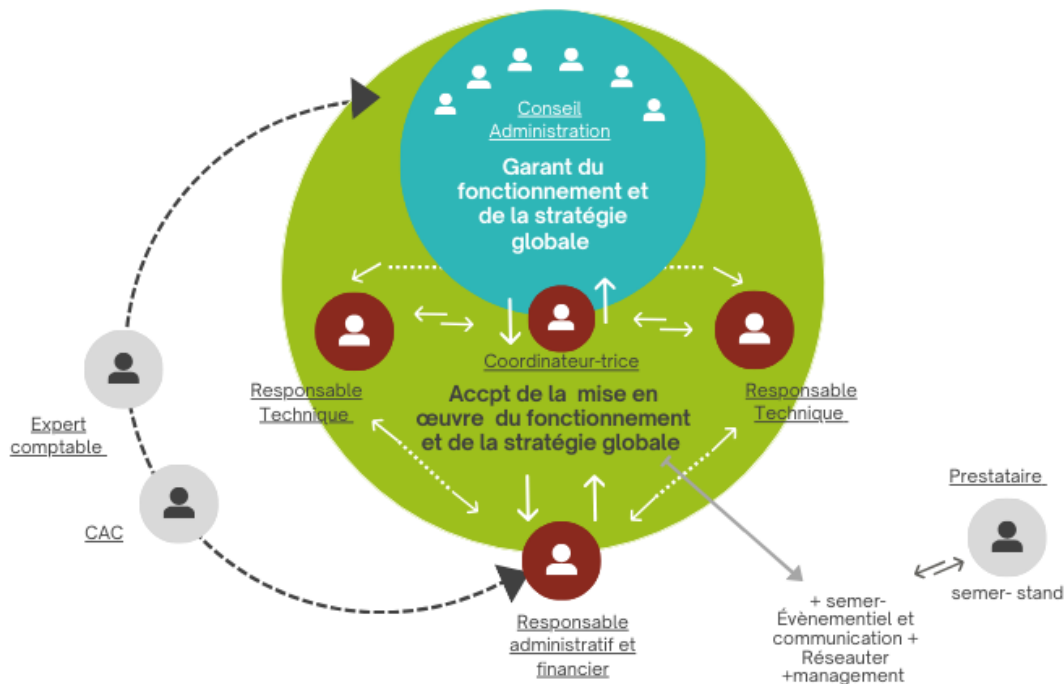 Conseil
Administration
Garant du
fonctionnement et
de la stratégie
globale
Coordinateur-trice
Responsable
Technique
Responsable
Technique
Accpt de la mise en
œuvre du fonctionnement
et de la stratégie globale
Expert
comptable
CAC
Prestataire
semer- stand
+ semer-
Évènementiel et
communication +
Réseauter
+management
Responsable
administratif et
financier